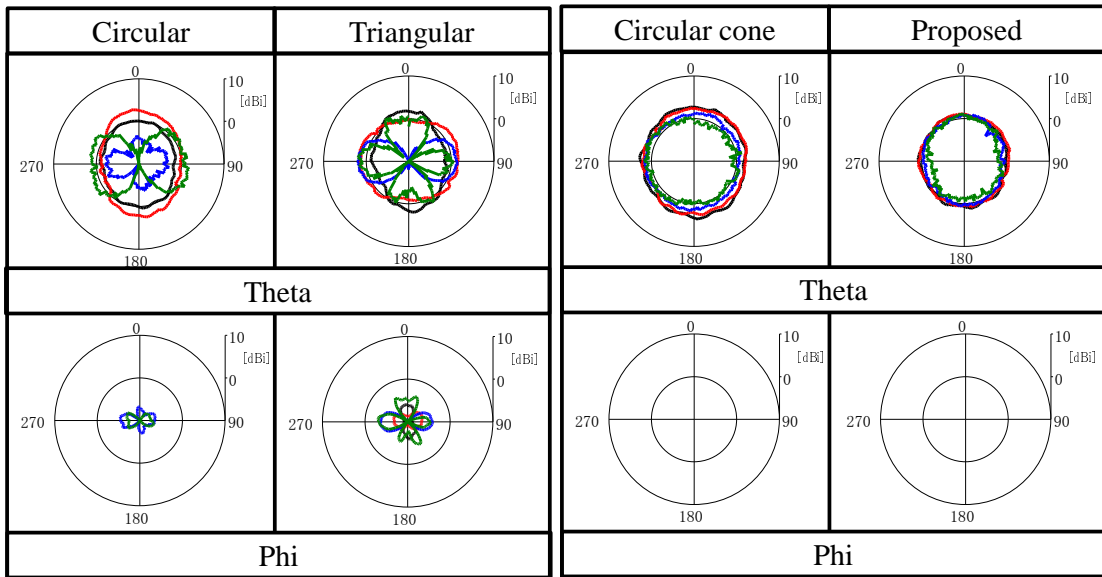 Circular Triangular Circular cone Proposed
0 10 0 10 0 10 0 10
[dBi] [dBi] [dBi] [dBi]
0 0 0 0
270 90 270 90 270 90 270 90
180 180 180 180
Theta Theta
0 10 0 10 0 10 0 10
[dBi] [dBi] [dBi] [dBi]
0 0 0 0
270 90 270 90 270 90 270 90
180 180 180 180
Phi Phi